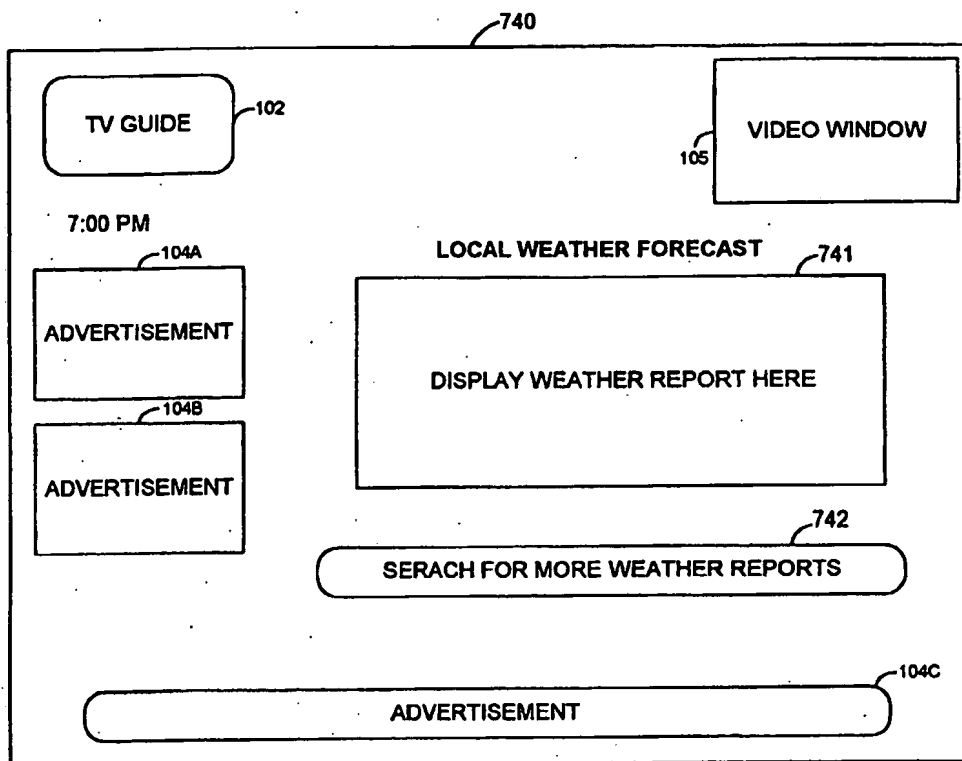 740
TV GUIDE
102
VIDEO WINDOW
105
7:00 PM
104A
ADVERTISEMENT
LOCAL WEATHER FORECAST
741
DISPLAY WEATHER REPORT HERE
104B
ADVERTISEMENT
742
SERACH FOR MORE WEATHER REPORTS
104C
ADVERTISEMENT